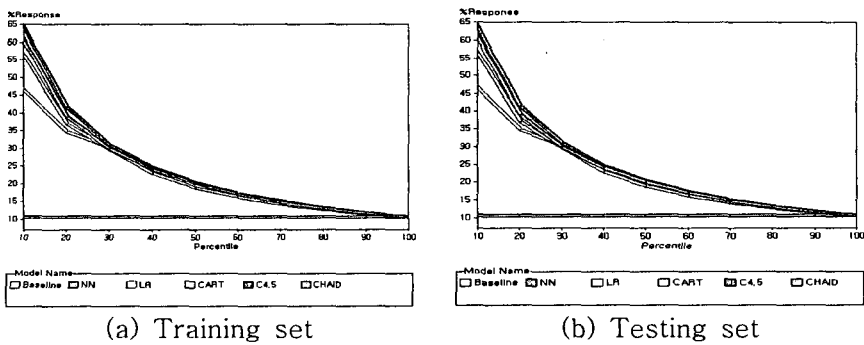 %Response
65
60
55
50
45
40
35
30
25
20
15
10
10 20 30 40 50 60 70 80 90 100
Percentile
Model Name
Baseline NN LR CART C4,5 CHAID
(a) Training set
%Response
65
60
55
50
45
40
35
30
25
20
15
10
10 20 30 40 50 60 70 80 90 100
Percentile
Model Name
Baseline NN LR CART C4,5 CHAID
(b) Testing set